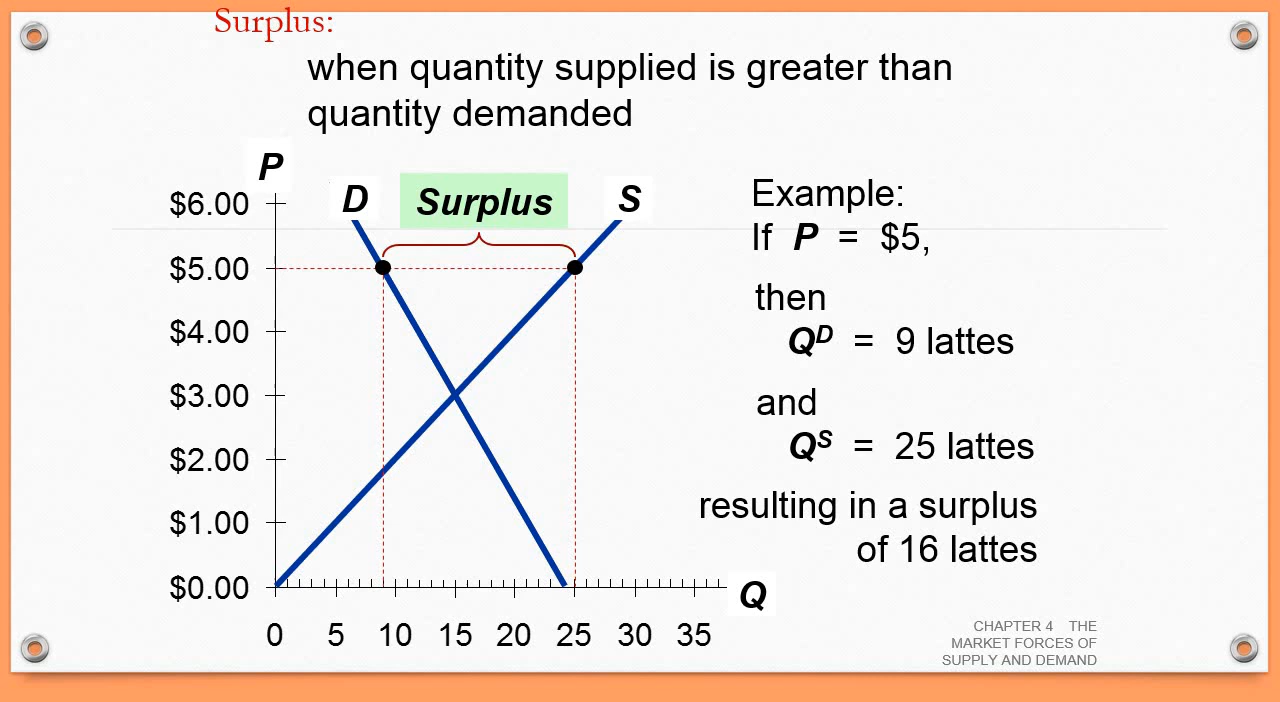 Surplus:
when quantity supplied is greater than
quantity demanded
P
D
Surplus
S
$6.00
$5.00
$4.00
$3.00
$2.00
$1.00
$0.00
Q
0 5 10 15 20 25 30 35
Example:
If P = $5,
then
Qᴰ = 9 lattes
and
Qˢ = 25 lattes
resulting in a surplus
of 16 lattes
CHAPTER 4 THE
MARKET FORCES OF
SUPPLY AND DEMAND